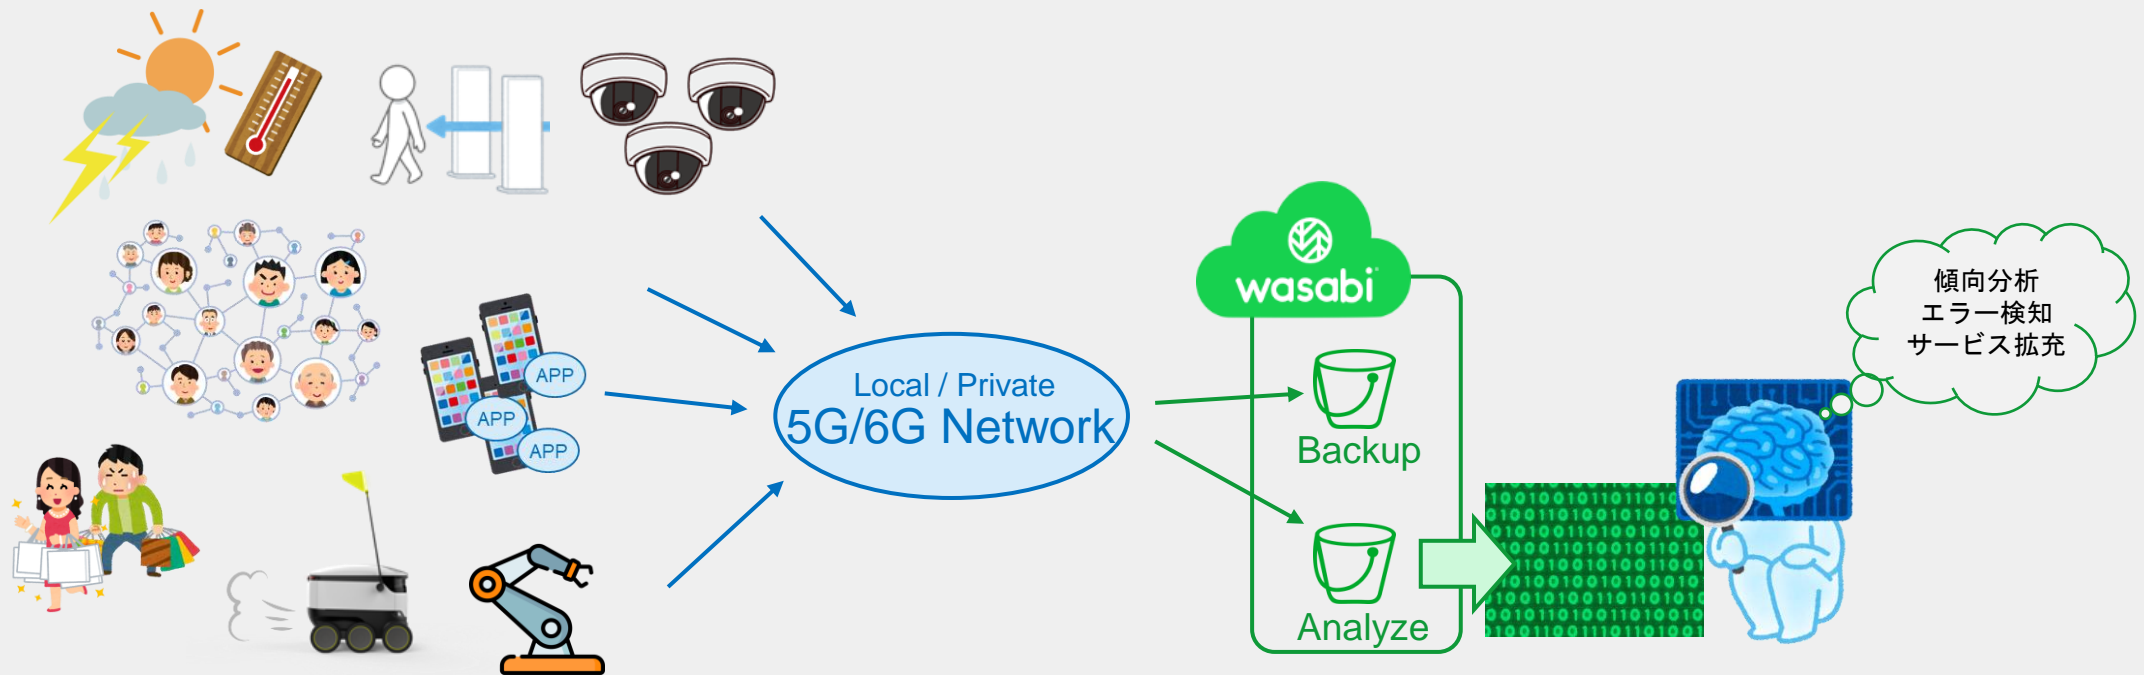 APP
APP
APP
Local / Private
5G/6G Network
wasabi
Backup
Analyze
傾向分析
エラー検知
サービス拡充